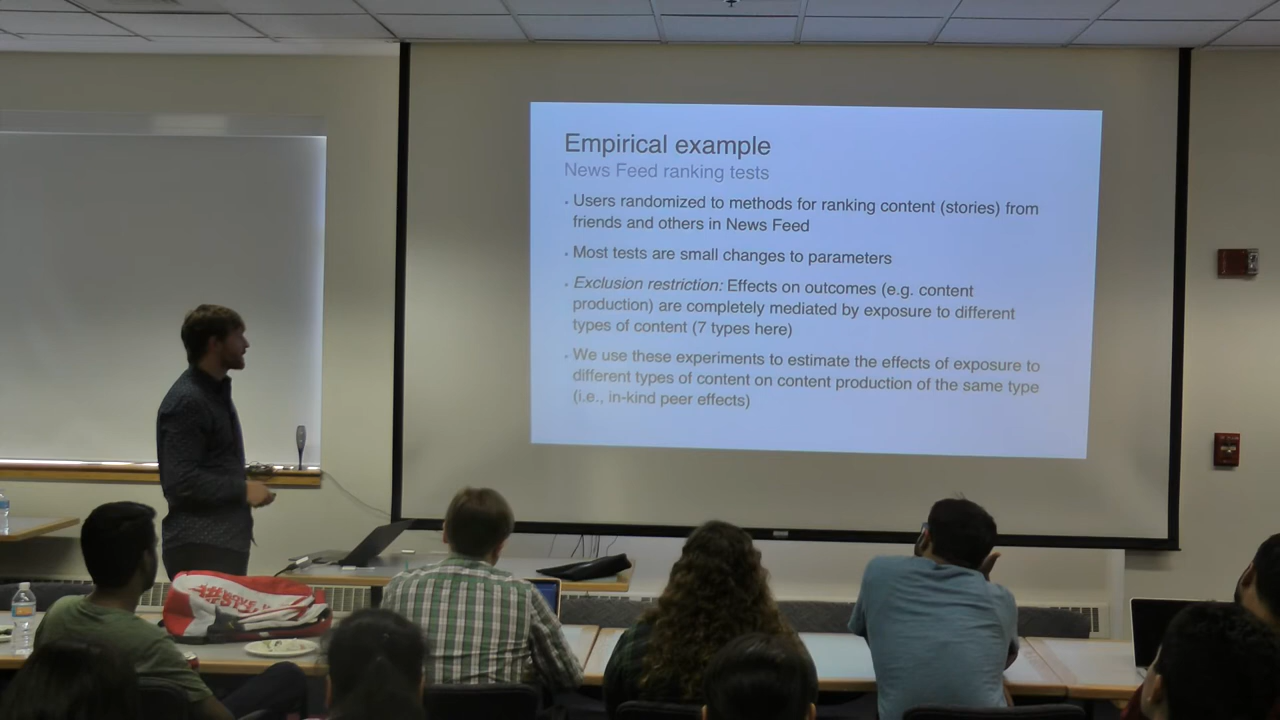 Empirical example
News Feed ranking tests
• Users randomized to methods for ranking content (stories) from
friends and others in News Feed
• Most tests are small changes to parameters
• Exclusion restriction: Effects on outcomes (e.g. content
production) are completely mediated by exposure to different
types of content (7 types here)
• We use these experiments to estimate the effects of exposure to
different types of content on content production of the same type
(i.e., in-kind peer effects)